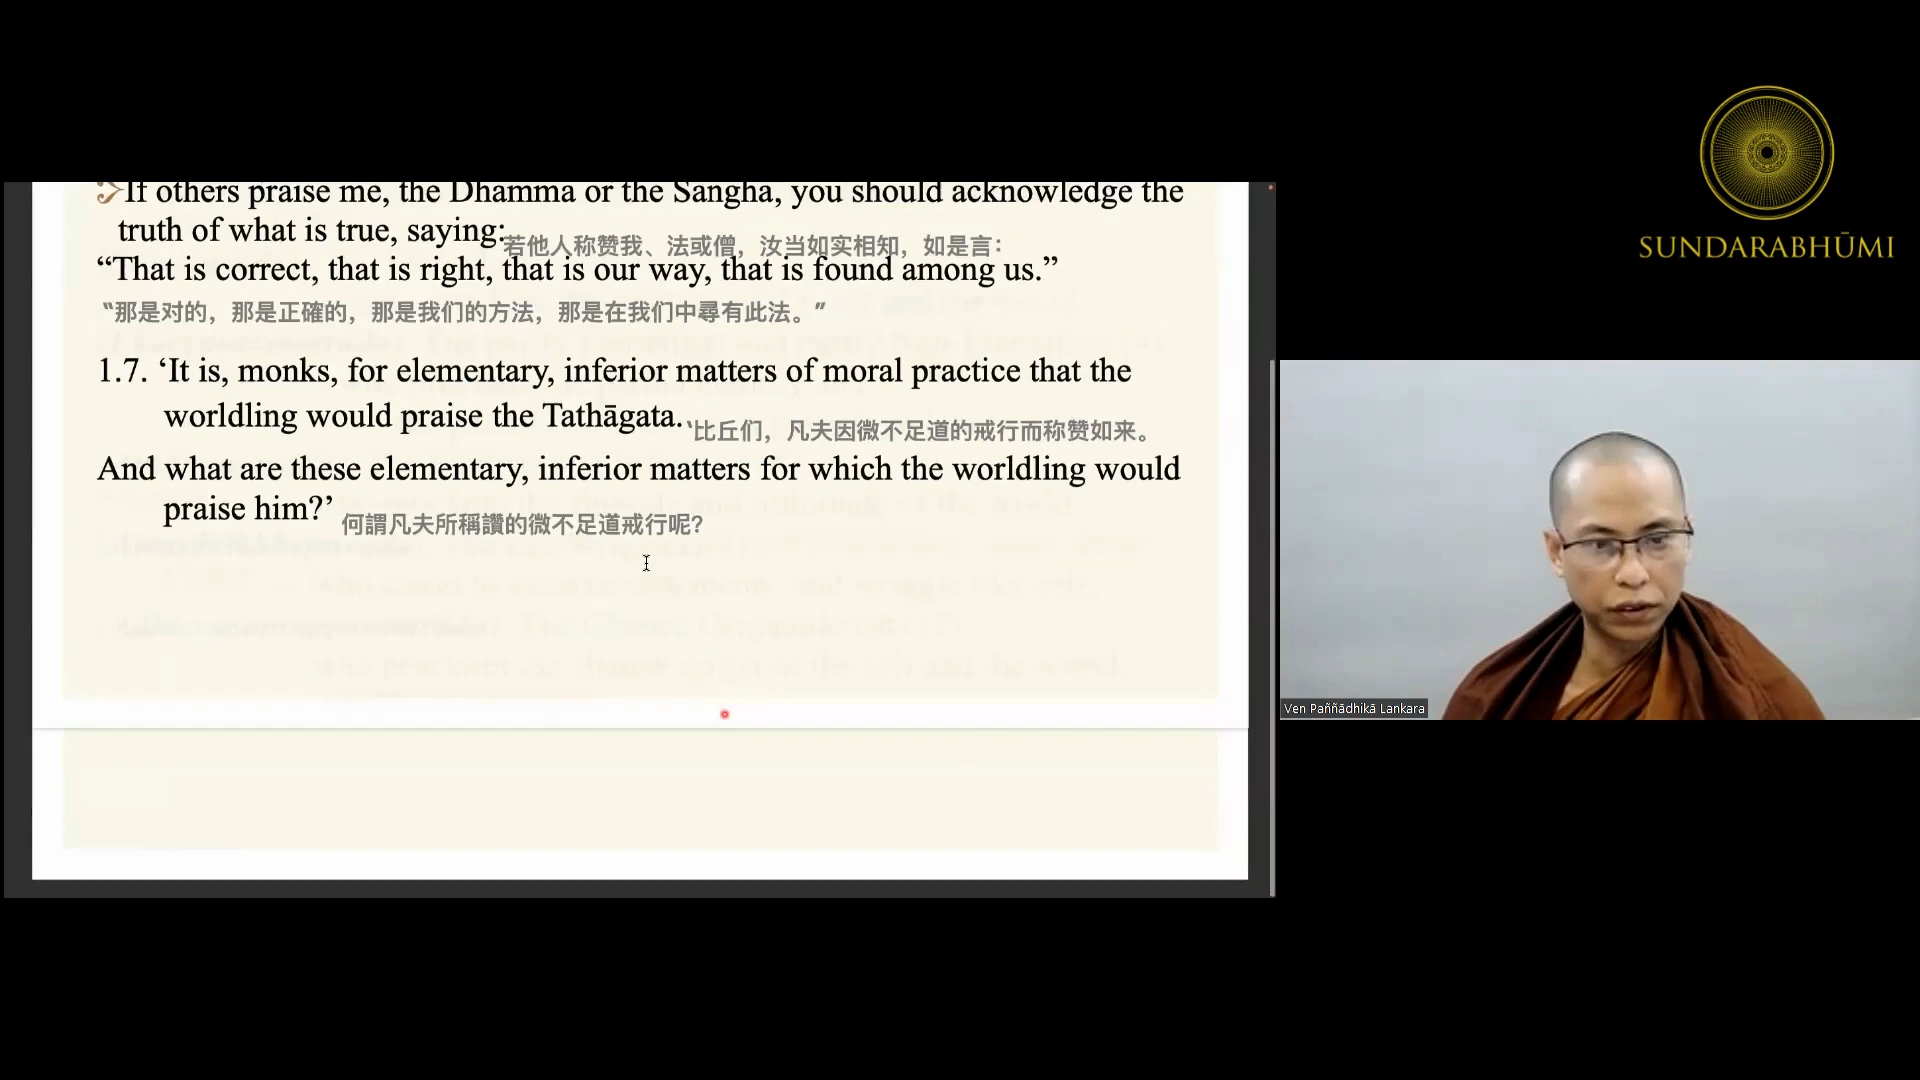 If others praise me, the Dhamma or the Sangha, you should acknowledge the
truth of what is true, saying:
若他人称赞我、法或僧，汝当如实相知，如是言：
“That is correct, that is right, that is our way, that is found among us.”
“那是对的，那是正確的，那是我们的方法，那是在我们中尋有此法。”
1.7. ‘It is, monks, for elementary, inferior matters of moral practice that the
worldling would praise the Tathāgata.
‘比丘们，凡夫因微不足道的戒行而称赞如来。
And what are these elementary, inferior matters for which the worldling would
praise him?’
何謂凡夫所稱讚的微不足道戒行呢？
SUNDARABHŪMI
Ven Paññādhikā Lankara